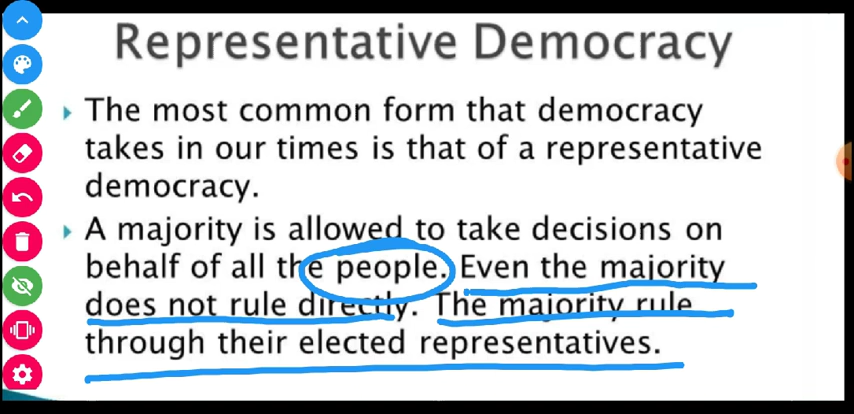 Representative Democracy
The most common form that democracy
takes in our times is that of a representative
democracy.
A majority is allowed to take decisions on
behalf of all the people. Even the majority
does not rule directly. The majority rule
through their elected representatives.